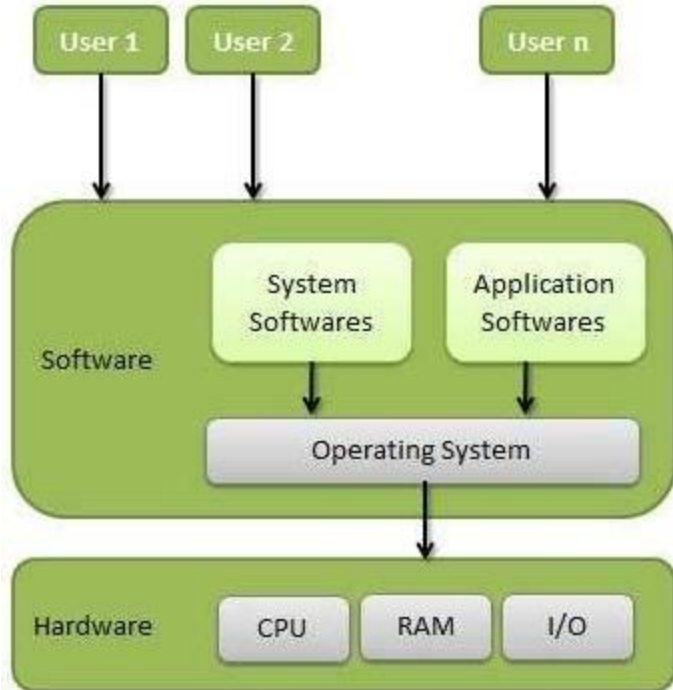 User 1
User 2
User n
System
Softwares
Application
Softwares
Software
Operating System
Hardware
CPU
RAM
I/O